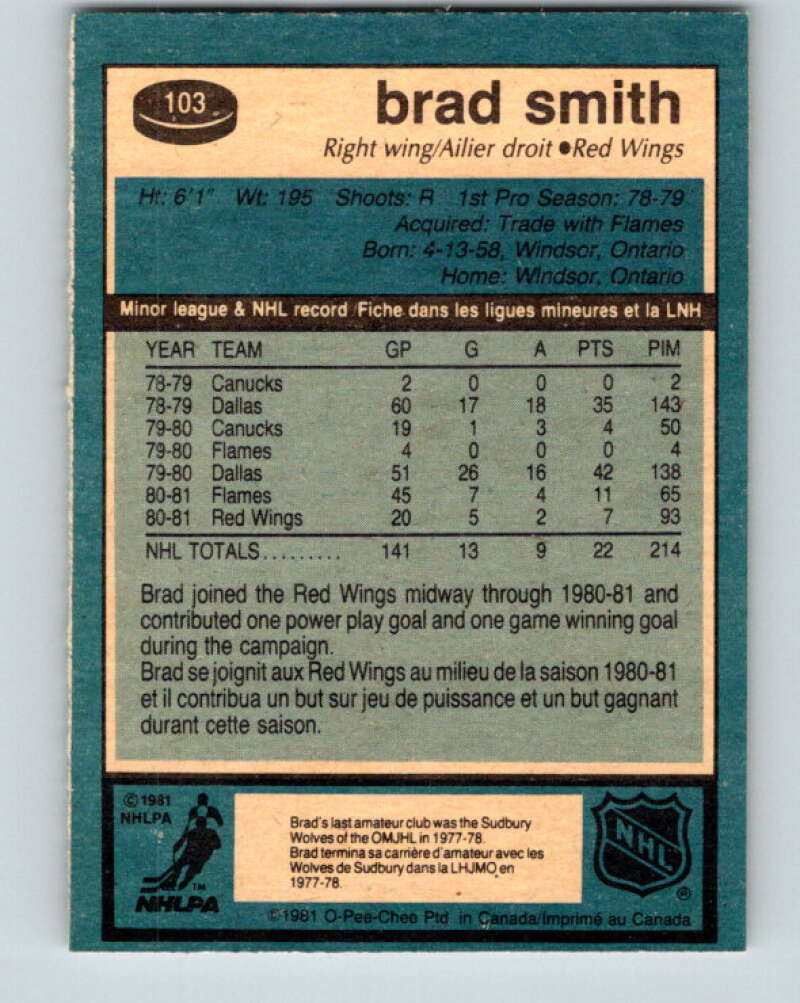 103
brad smith
Right wing/Ailier droit ●Red Wings
Ht: 6'1" Wt: 195 Shoots: R 1st Pro Season: 78-79
Acquired: Trade with Flames
Born: 4-13-58, Windsor, Ontario
Home: Windsor, Ontario
Minor league & NHL record/Fiche dans les ligues mineures et la LNH
YEAR TEAM GP G A PTS PIM
78-79 Canucks 2 0 0 0 2
78-79 Dallas 60 17 18 35 143
79-80 Canucks 19 1 3 4 50
79-80 Flames 4 0 0 0 4
79-80 Dallas 51 26 16 42 138
80-81 Flames 45 7 4 11 65
80-81 Red Wings 20 5 2 7 93
NHL TOTALS......... 141 13 9 22 214
Brad joined the Red Wings midway through 1980-81 and
contributed one power play goal and one game winning goal
during the campaign.
Brad se joignit aux Red Wings au milieu de la saison 1980-81
et il contribua un but sur jeu de puissance et un but gagnant
durant cette saison.
©1981
NHLPA
TM
NHLPA
Brad's last amateur club was the Sudbury
Wolves of the OMJHL in 1977-78.
Brad termina sa carrière d'amateur avec les
Wolves de Sudbury dans la LHJMO en
1977-78.
NHL
®
©1981 O-Pee-Chee Ptd in Canada/Imprimé au Canada